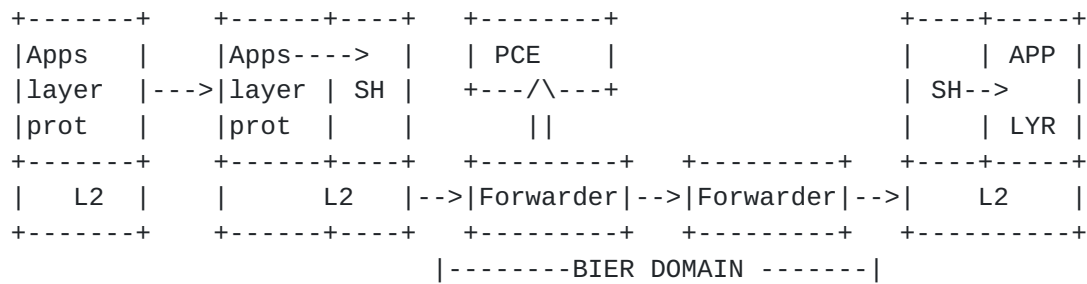 +-------+    +------+----+   +--------+                  +----+-----+
|Apps   |    |Apps---->  |   | PCE    |                  |    | APP |
|layer  |--->|layer | SH |   +---/\---+                  | SH-->    |
|prot   |    |prot  |    |       ||                     |    | LYR |
+-------+    +------+----+   +---------+   +---------+   +----+-----+
|   L2  |    |      L2   |-->|Forwarder|-->|Forwarder|-->|    L2    |
+-------+    +------+----+   +---------+   +---------+   +----------+
                           |--------BIER DOMAIN -------|